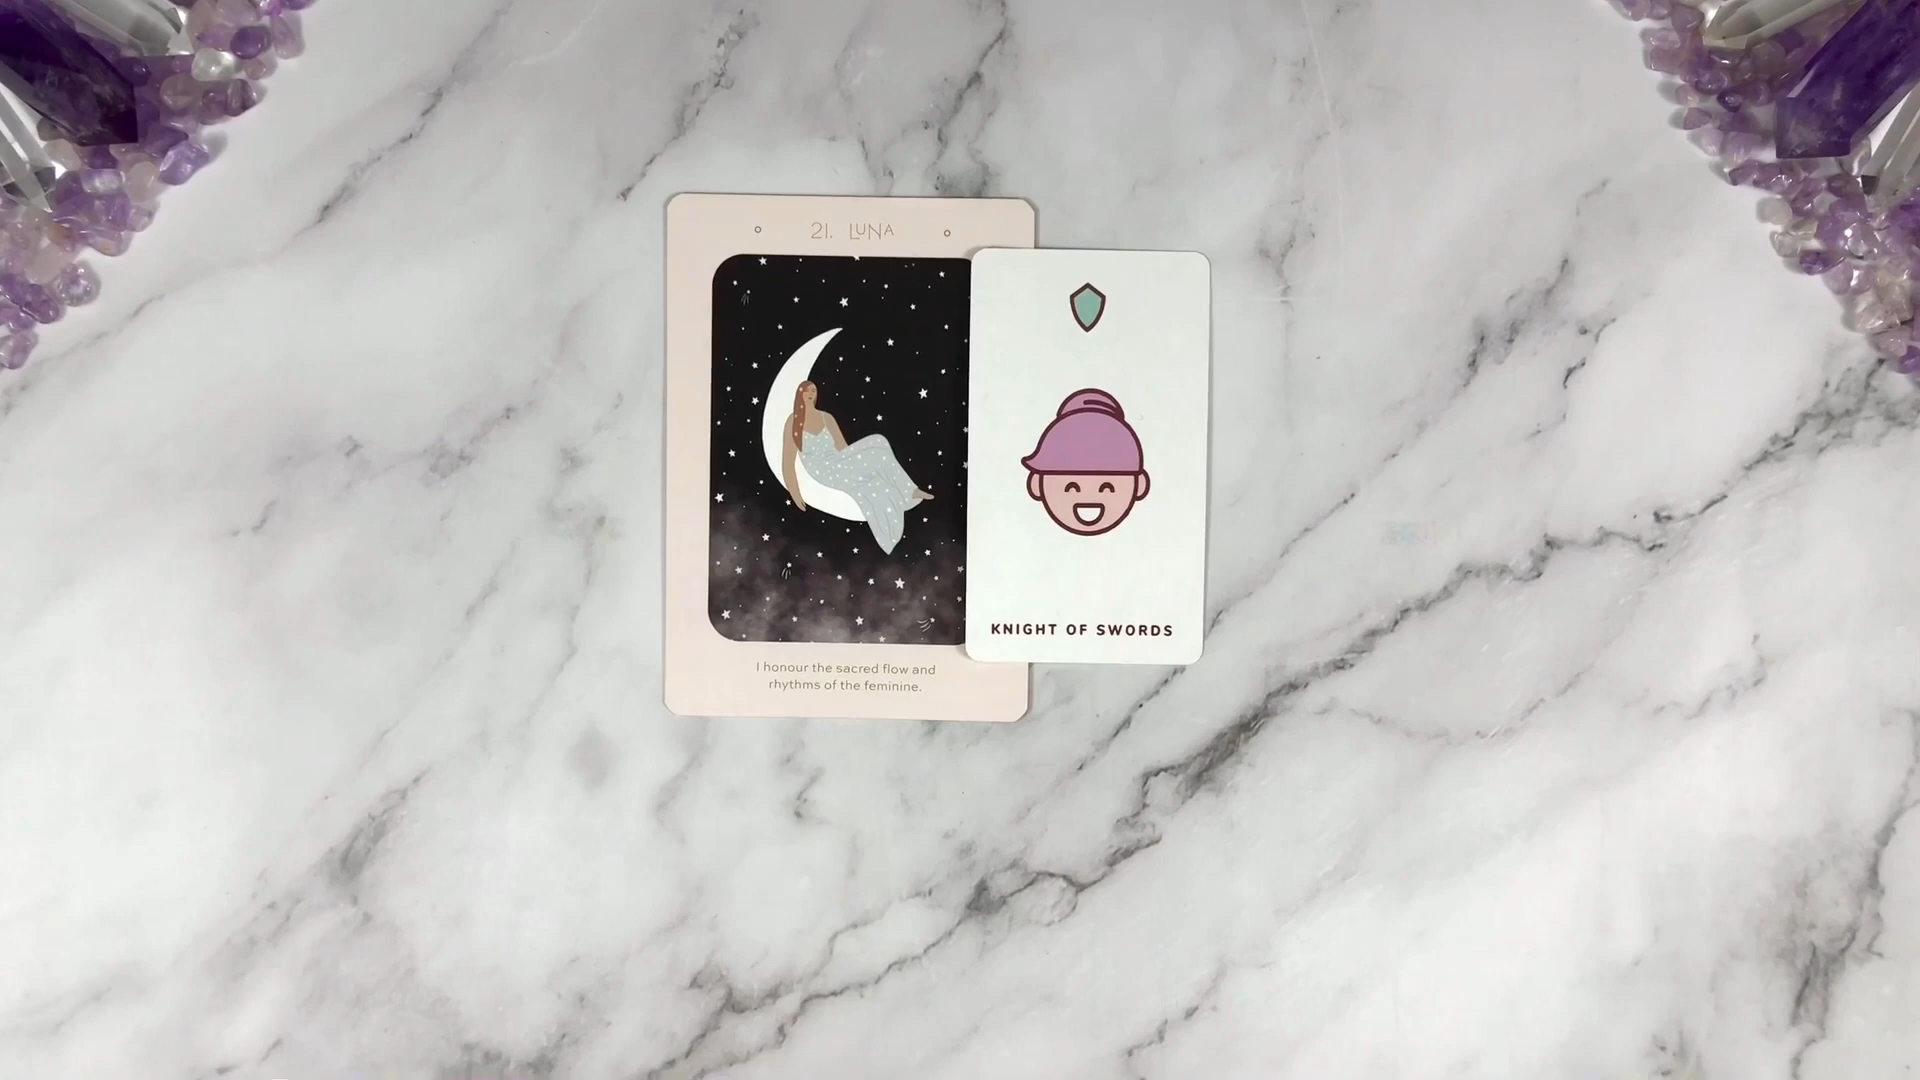 21. LUNA
I honour the sacred flow and
rhythms of the feminine.
KNIGHT OF SWORDS